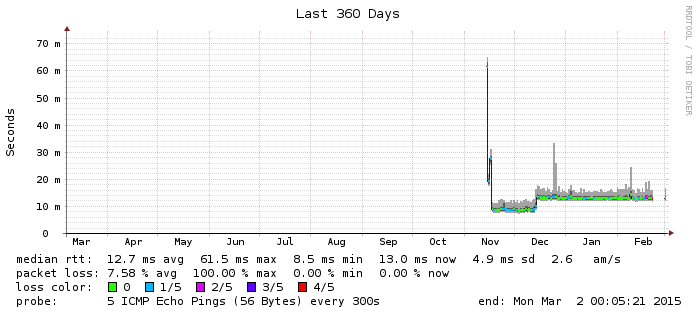 Last 360 Days
RRDTOOL / TOBI OETIKER
Seconds
70 m
60 m
50 m
40 m
30 m
20 m
10 m
0
Mar Apr May Jun Jul Aug Sep Oct Nov Dec Jan Feb
median rtt: 12.7 ms avg 61.5 ms max 8.5 ms min 13.0 ms now 4.9 ms sd 2.6 am/s
packet loss: 7.58 % avg 100.00 % max 0.00 % min 0.00 % now
loss color: 0 1/5 2/5 3/5 4/5
probe: 5 ICMP Echo Pings (56 Bytes) every 300s end: Mon Mar 2 00:05:21 2015